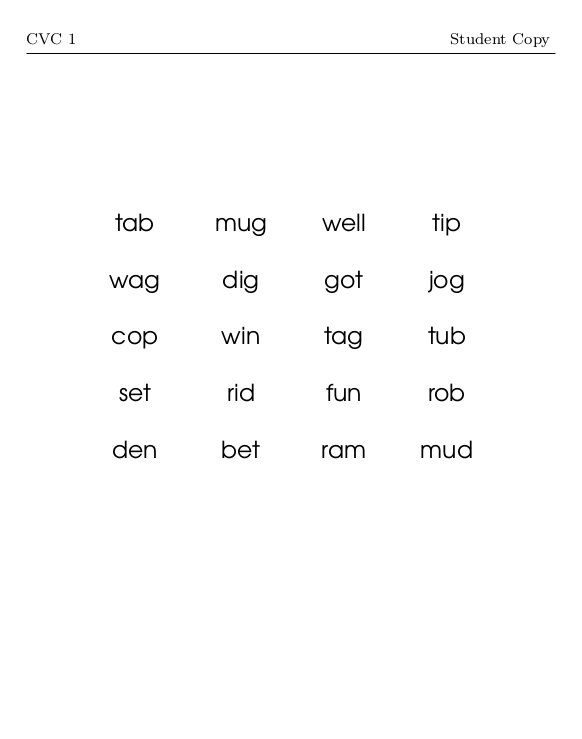 CVC 1 Student Copy
tab mug well tip
wag dig got jog
cop win tag tub
set rid fun rob
den bet ram mud